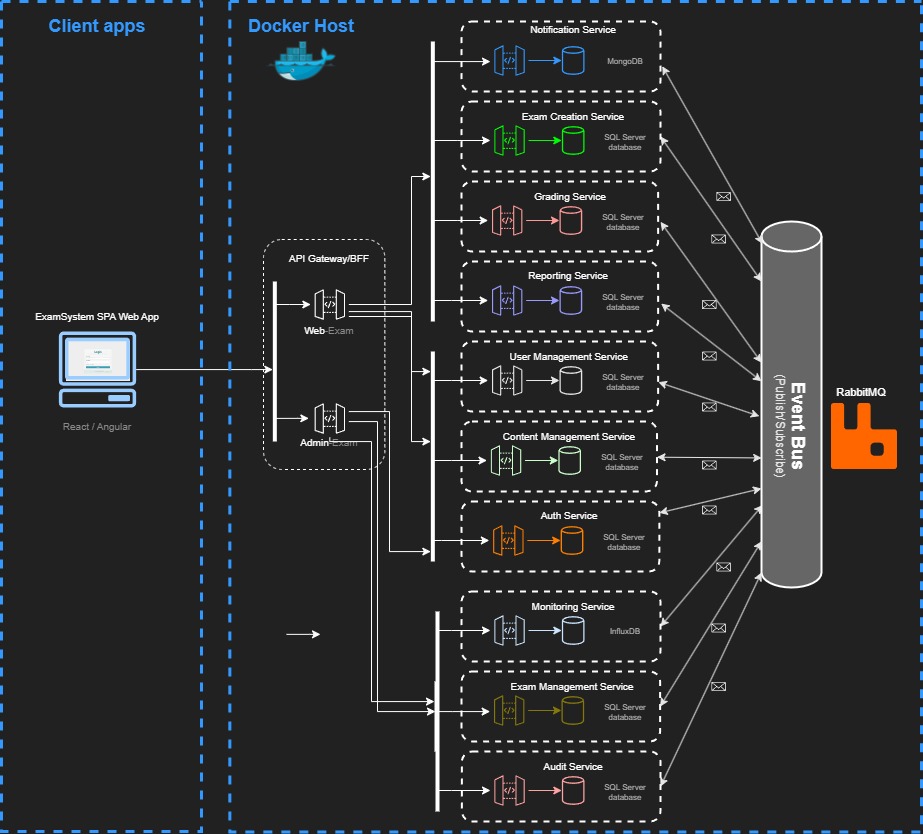 Client apps
Docker Host
Notification Service
MongoDB
Exam Creation Service
SQL Server
database
Grading Service
SQL Server
database
API Gateway/BFF
Reporting Service
SQL Server
database
ExamSystem SPA Web App
Web-Exam
Login
React / Angular
Admin-Exam
User Management Service
SQL Server
database
Content Management Service
SQL Server
database
Auth Service
SQL Server
database
Event Bus
(Publish/Subscribe)
RabbitMQ
Monitoring Service
InfluxDB
Exam Management Service
SQL Server
database
Audit Service
SQL Server
database